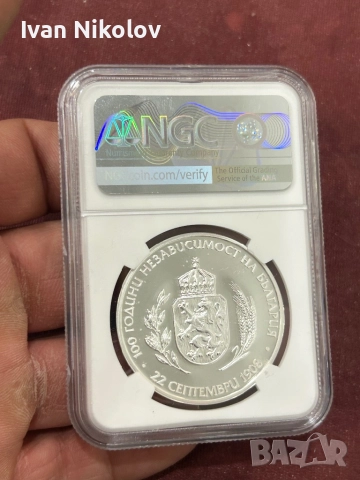 Ivan Nikolov
NGC
NGCcoin.com/verify
The Official Grading
Service of the
100 ГОДИНИ НЕЗАВИСИМОСТ НА БЪЛГАРИЯ
• 22 СЕПТЕМВРИ 1908 •
BAZAR